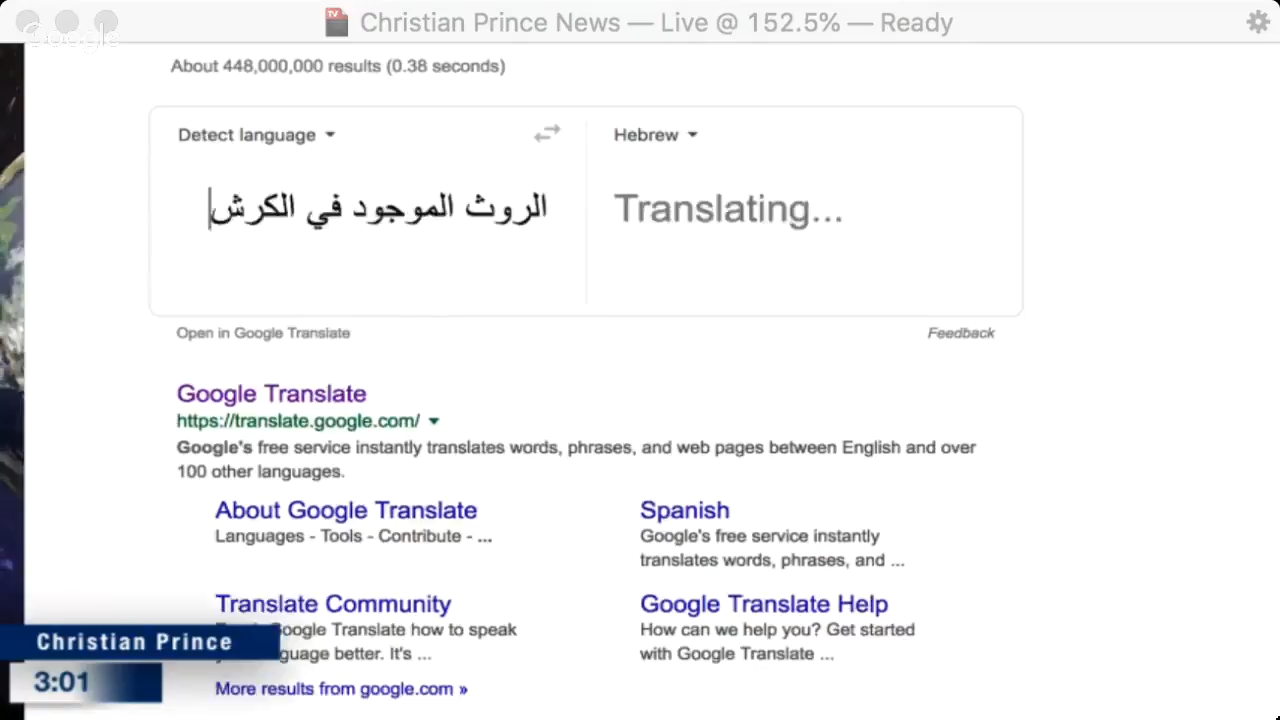 Christian Prince News — Live @ 152.5% — Ready
Google
About 448,000,000 results (0.38 seconds)
Detect language
Hebrew
الروث الموجود في الكرش
Translating...
Open in Google Translate
Feedback
Google Translate
https://translate.google.com/
Google's free service instantly translates words, phrases, and web pages between English and over
100 other languages.
About Google Translate
Languages - Tools - Contribute - ...
Spanish
Google's free service instantly
translates words, phrases, and ...
Translate Community
Google Translate how to speak
better. It's ...
Google Translate Help
How can we help you? Get started
with Google Translate ...
More results from google.com »
Christian Prince
3:01